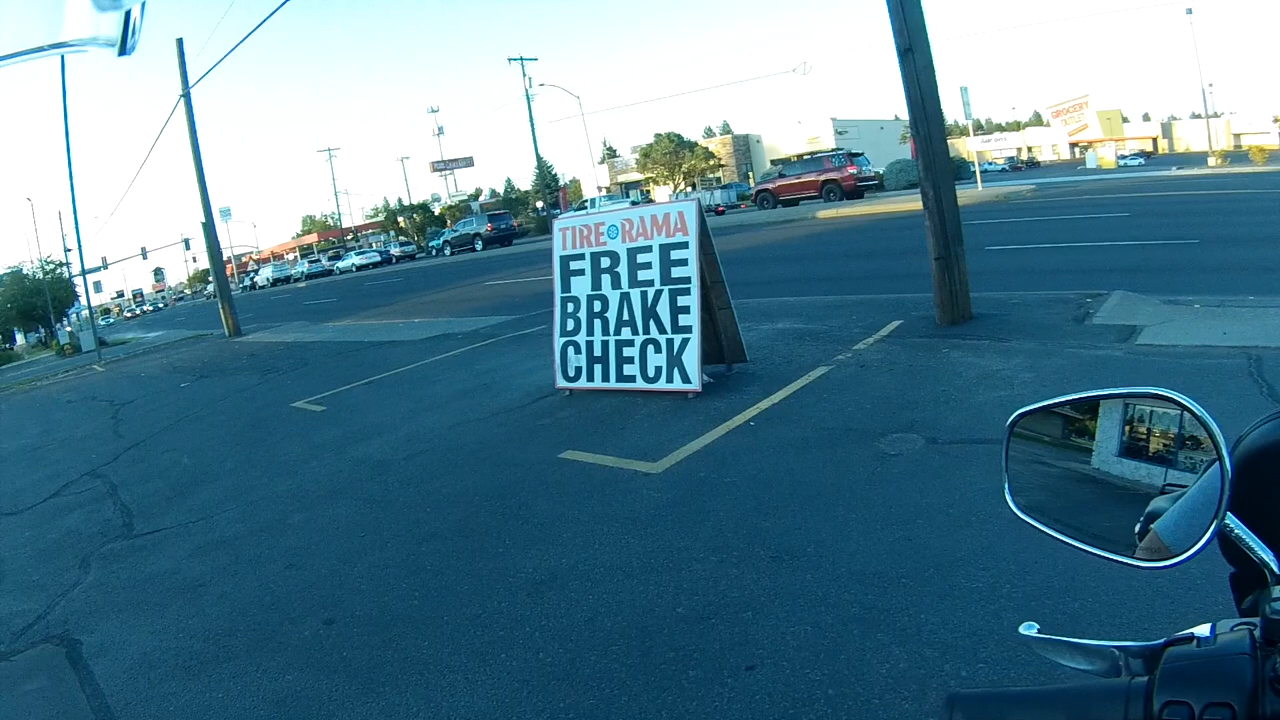 TIRE RAMA
FREE
BRAKE
CHECK
GROCERY
OUTLET